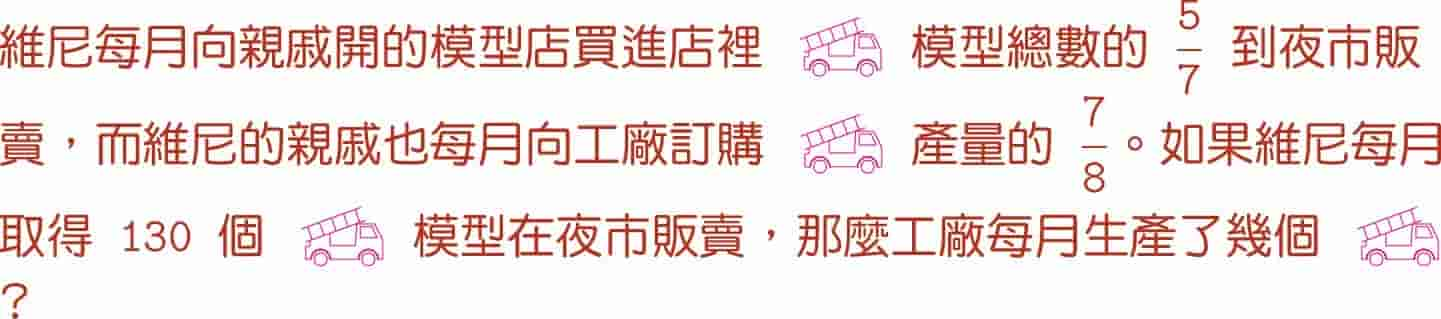 維尼每月向親戚開的模型店買進店裡 模型總數的 5/7 到夜市販
賣，而維尼的親戚也每月向工廠訂購 產量的 7/8。如果維尼每月
取得 130 個 模型在夜市販賣，那麼工廠每月生產了幾個
?